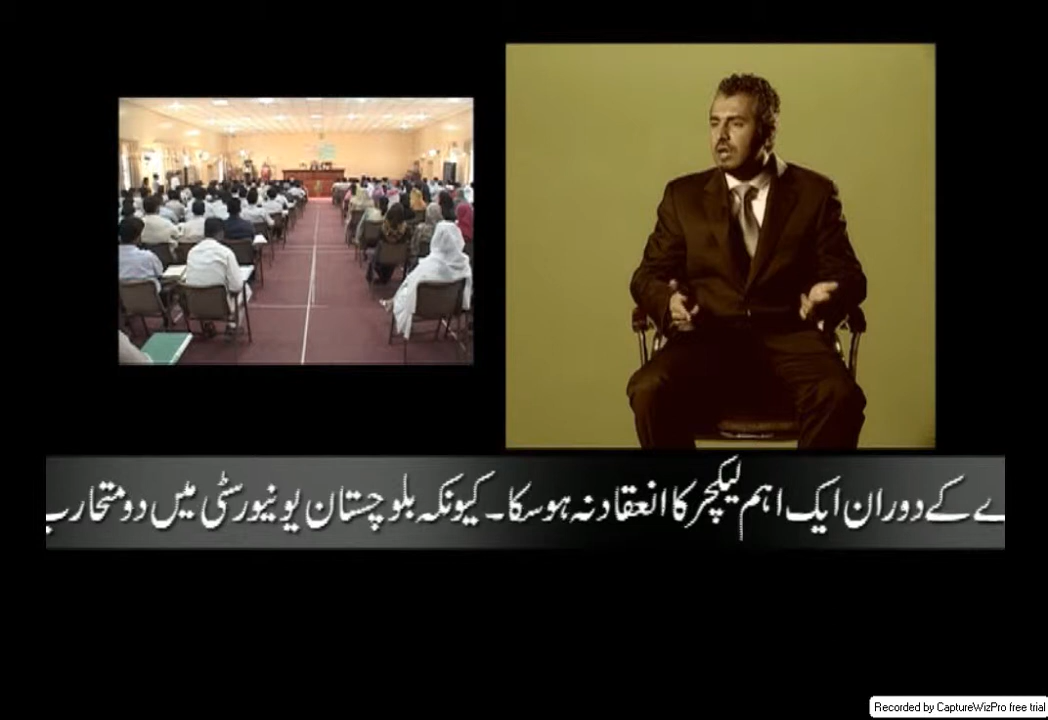 ے کے دوران ایک اہم لیکچر کا انعقاد نہ ہو سکا۔ کیونکہ بلوچستان یونیورسٹی میں دو متحارب
Recorded by CaptureWizPro free trial